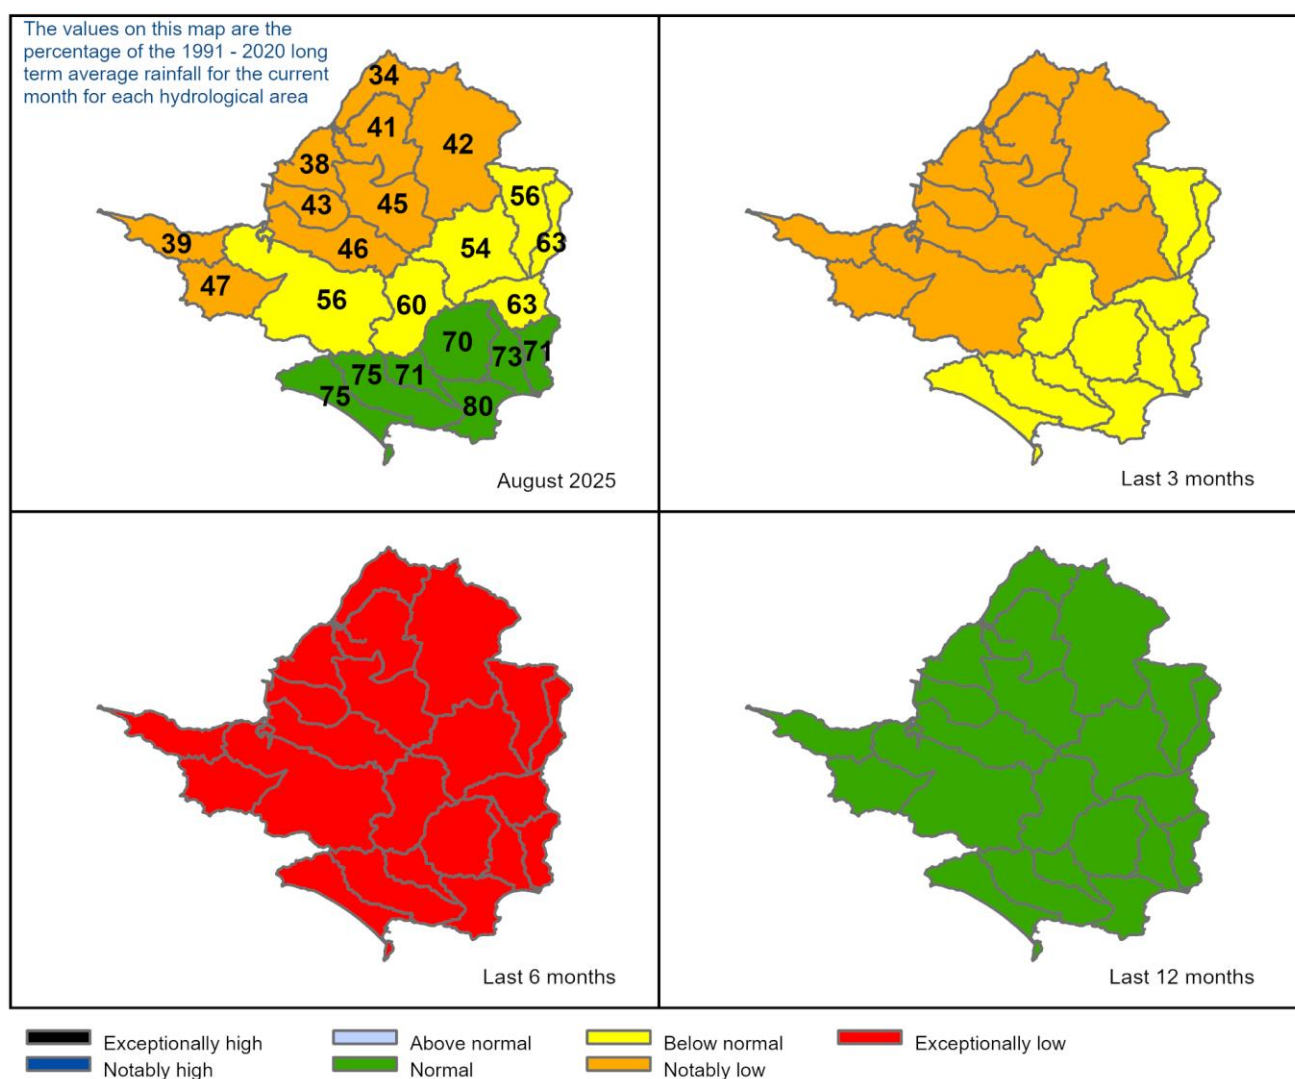 The values on this map are the
percentage of the 1991 - 2020 long
term average rainfall for the current
month for each hydrological area
34
41
42
38
56
43
45
63
39
46
54
47
56
60
63
70
73
71
75
71
75
80
August 2025
Last 3 months
Last 6 months
Last 12 months
Exceptionally high
Above normal
Below normal
Exceptionally low
Notably high
Normal
Notably low